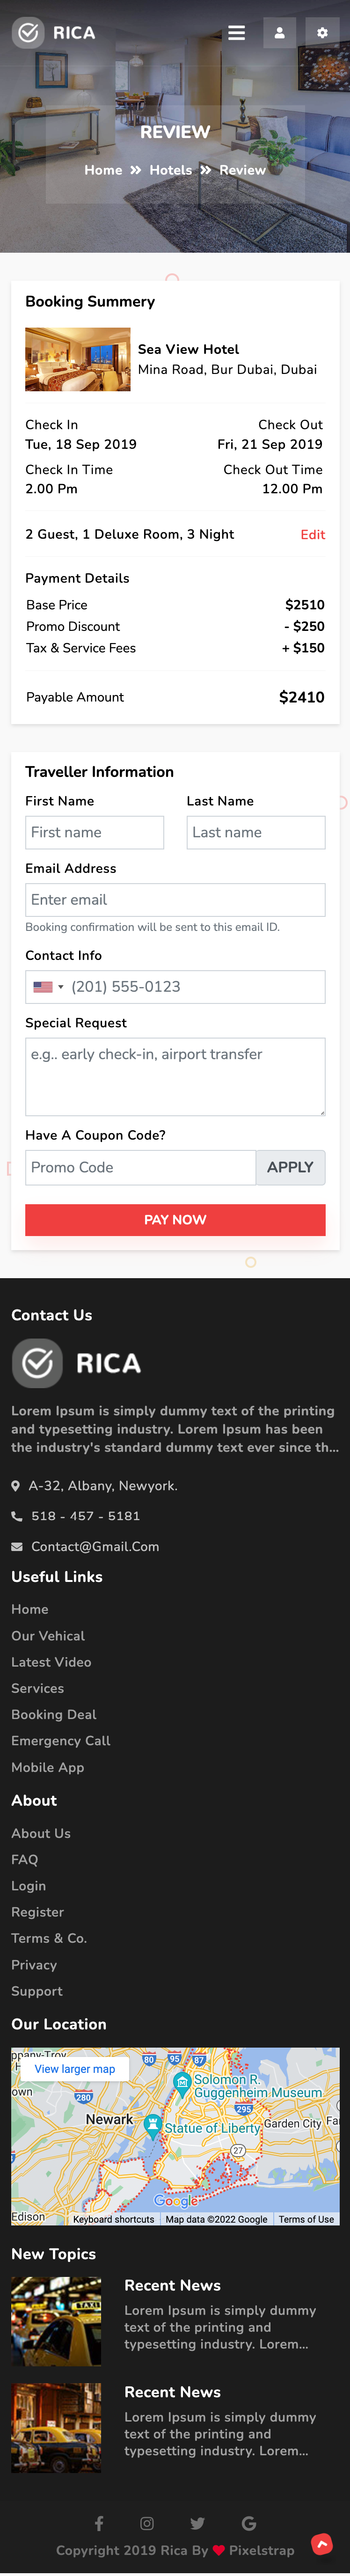 RICA
REVIEW
Home » Hotels » Review
Booking Summery
Sea View Hotel
Mina Road, Bur Dubai, Dubai
Check In Check Out
Tue, 18 Sep 2019 Fri, 21 Sep 2019
Check In Time Check Out Time
2.00 Pm 12.00 Pm
2 Guest, 1 Deluxe Room, 3 Night Edit
Payment Details
Base Price $2510
Promo Discount - $250
Tax & Service Fees + $150
Payable Amount $2410
Traveller Information
First Name Last Name
First name Last name
Email Address
Enter email
Booking confirmation will be sent to this email ID.
Contact Info
(201) 555-0123
Special Request
e.g.. early check-in, airport transfer
Have A Coupon Code?
Promo Code APPLY
PAY NOW
Contact Us
RICA
Lorem Ipsum is simply dummy text of the printing
and typesetting industry. Lorem Ipsum has been
the industry's standard dummy text ever since th...
A-32, Albany, Newyork.
518 - 457 - 5181
Contact@Gmail.Com
Useful Links
Home
Our Vehical
Latest Video
Services
Booking Deal
Emergency Call
Mobile App
About
About Us
FAQ
Login
Register
Terms & Co.
Privacy
Support
Our Location
View larger map
80 95 87
Solomon R.
Guggenheim Museum
own
280
295
Newark
Statue of Liberty
Garden City
27
Google
Edison
Keyboard shortcuts Map data ©2022 Google Terms of Use
New Topics
Recent News
Lorem Ipsum is simply dummy
text of the printing and
typesetting industry. Lorem...
TAXI
Recent News
Lorem Ipsum is simply dummy
text of the printing and
typesetting industry. Lorem...
Copyright 2019 Rica By ❤ Pixelstrap